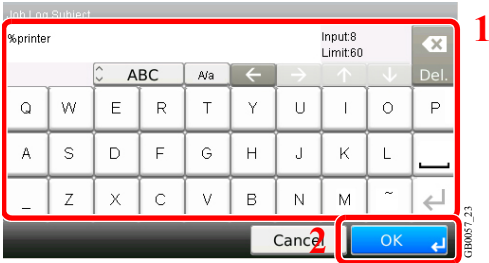 Job Log Subject
1
%printer
Input:8
Limit:60
ABC A/a ← → ↑ ↓ Del.
Q W E R T Y U I O P
A S D F G H J K L
_ Z X C V B N M ~
2
Cancel OK
GB0057_23